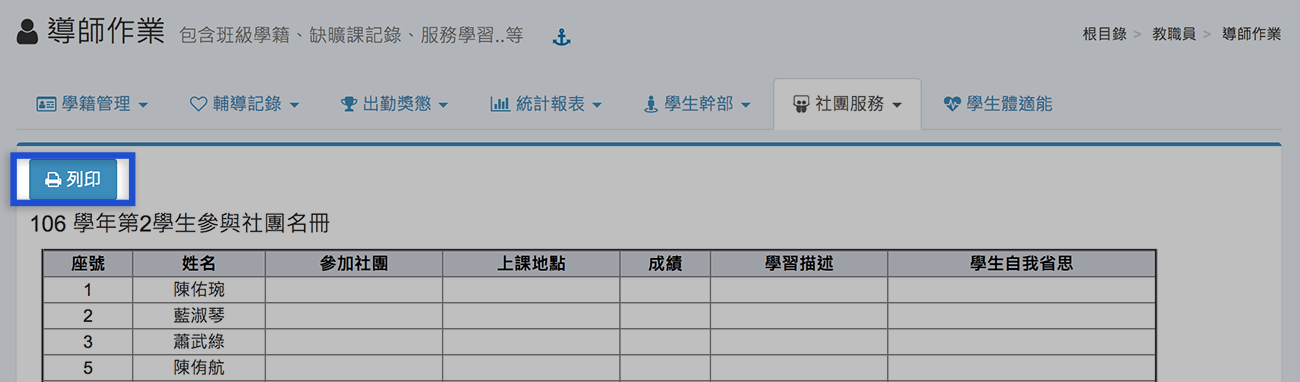 導師作業 包含班級學籍、缺曠課記錄、服務學習..等
根目錄 > 教職員 > 導師作業
學籍管理 輔導記錄 出勤獎懲 統計報表 學生幹部 社團服務 學生體適能
列印
106 學年第2學生參與社團名冊
座號 姓名 參加社團 上課地點 成績 學習描述 學生自我省思
1 陳佑琬
2 藍淑琴
3 蕭武綠
5 陳侑航